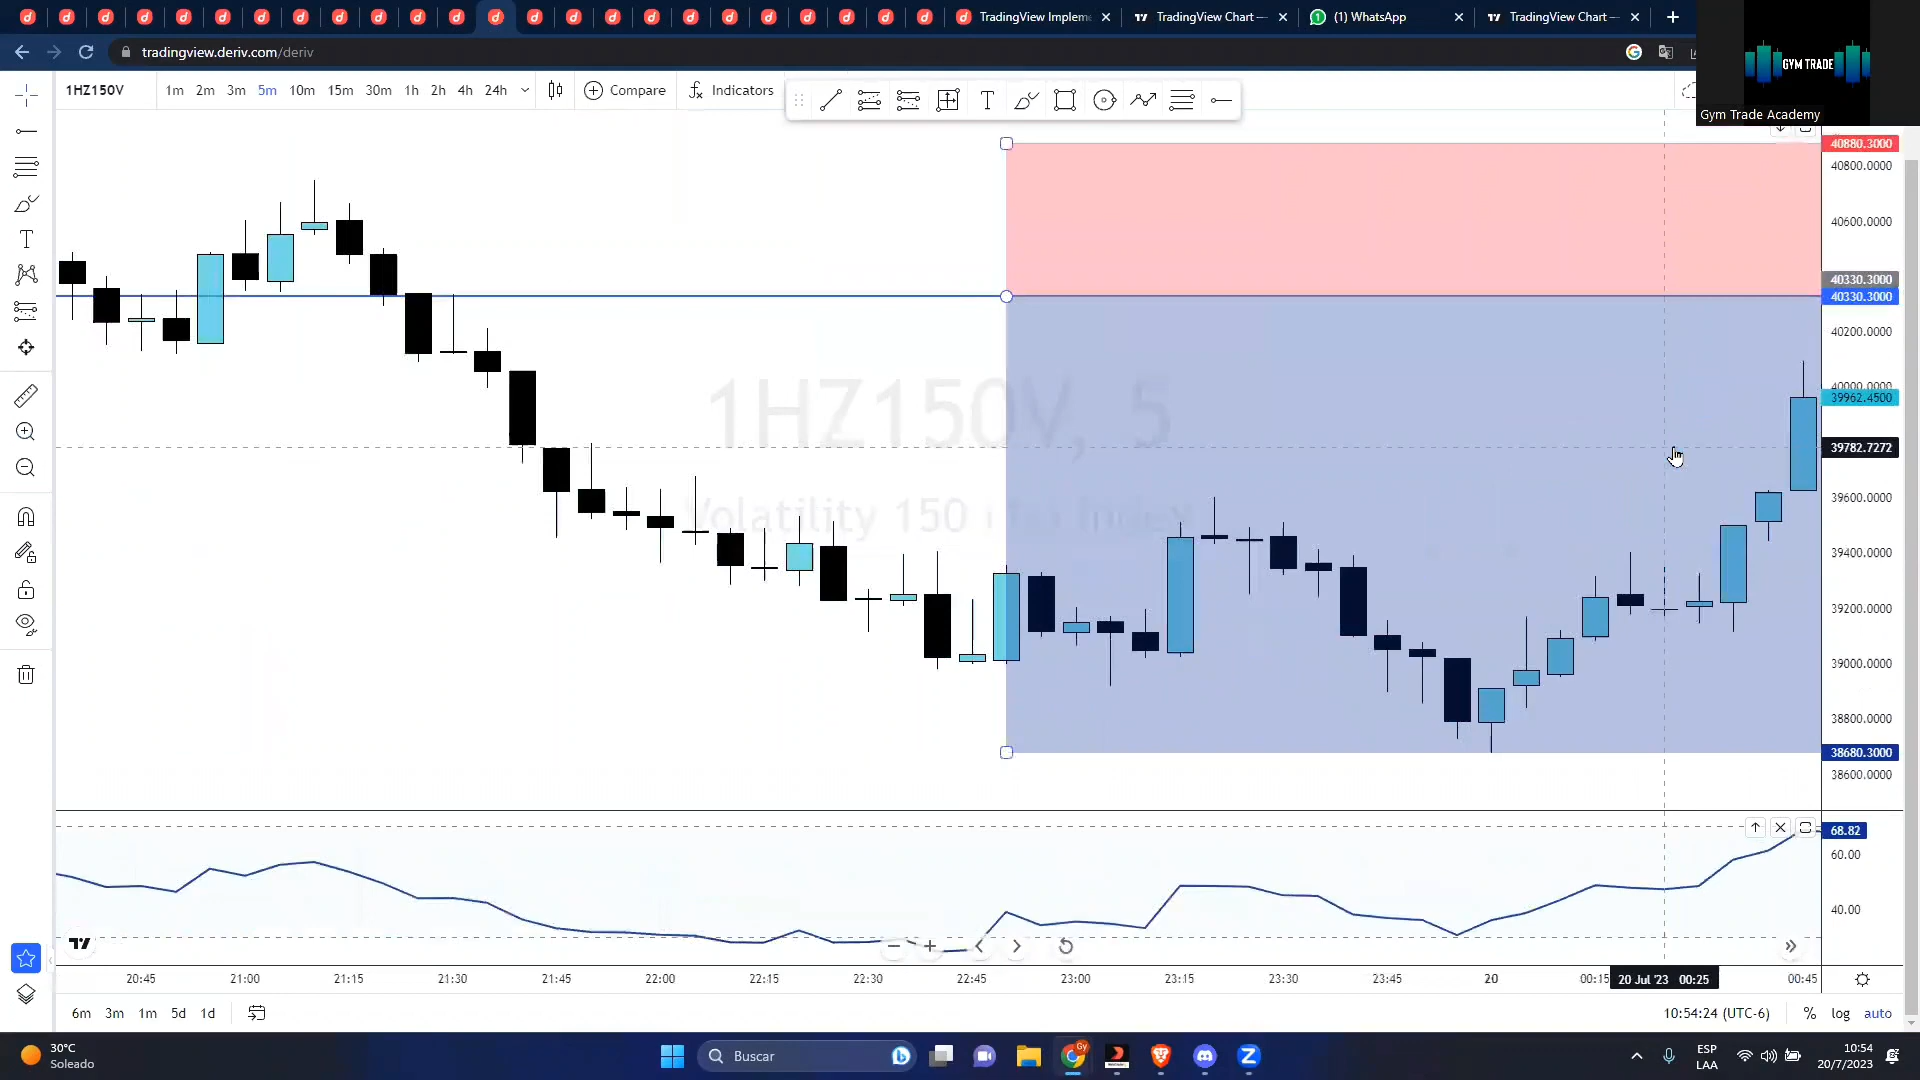 TradingView Implem
TradingView Chart —
(1) WhatsApp
TradingView Chart —
tradingview.deriv.com/deriv
GYM TRADE
Gym Trade Academy
1HZ150V
1m 2m 3m 5m 10m 15m 30m 1h 2h 4h 24h
Compare
Indicators
40880.3000
40800.0000
40600.0000
40330.3000
40330.3000
40200.0000
40000.0000
39962.4500
39782.7272
39600.0000
39400.0000
39200.0000
39000.0000
38800.0000
38680.3000
38600.0000
1HZ150V, 5
Volatility 150 (1s) Index
68.82
60.00
40.00
20:45 21:00 21:15 21:30 21:45 22:00 22:15 22:30 22:45 23:00 23:15 23:30 23:45 20 00:15 20 Jul '23 00:25 00:45
6m 3m 1m 5d 1d
10:54:24 (UTC-6) % log auto
30°C
Soleado
Buscar
Gy
ESP
LAA
10:54
20/7/2023